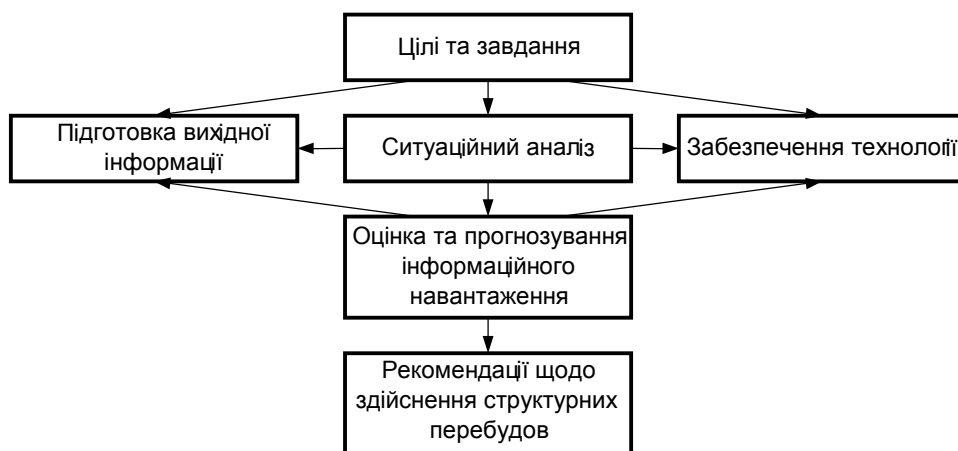 Цілі та завдання
Підготовка вихідної
інформації
Ситуаційний аналіз
Забезпечення технології
Оцінка та прогнозування
інформаційного
навантаження
Рекомендації щодо
здійснення структурних
перебудов